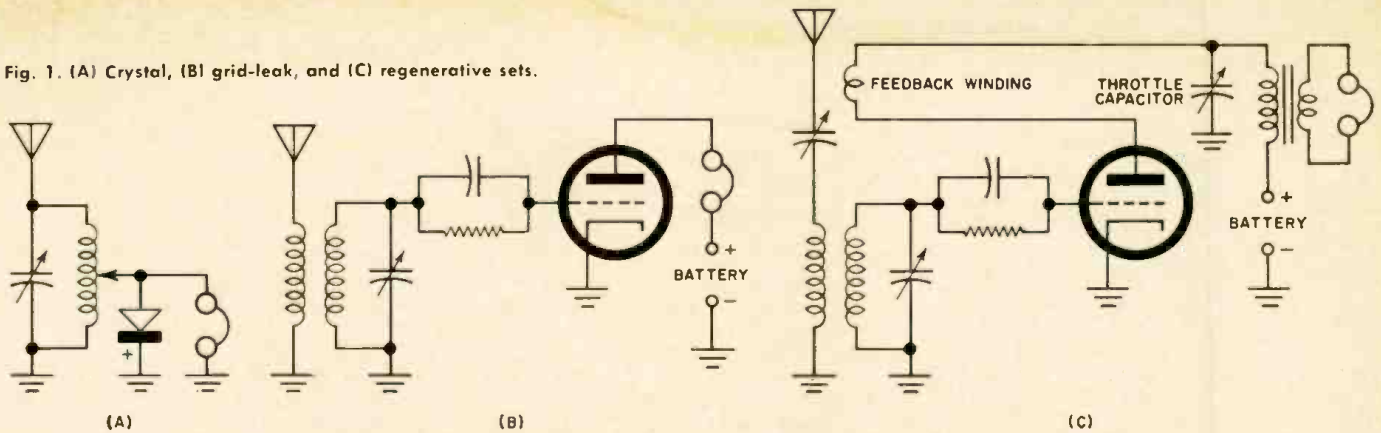 Fig. 1. (A) Crystal, (B) grid-leak, and (C) regenerative sets.
FEEDBACK WINDING
THROTTLE
CAPACITOR
+
BATTERY
-
+
BATTERY
-
+
(A)
(B)
(C)